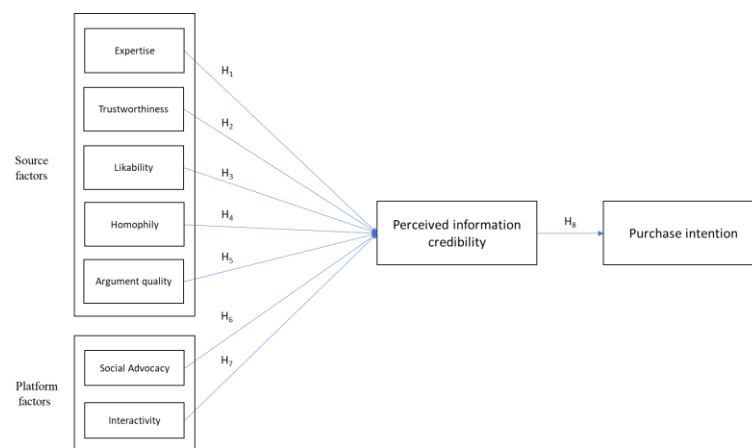 Source
factors
Expertise
Trustworthiness
Likability
Homophily
Argument quality
Platform
factors
Social Advocacy
Interactivity
H₁
H₂
H₃
H₄
H₅
H₆
H₇
Perceived information
credibility
H₈
Purchase intention